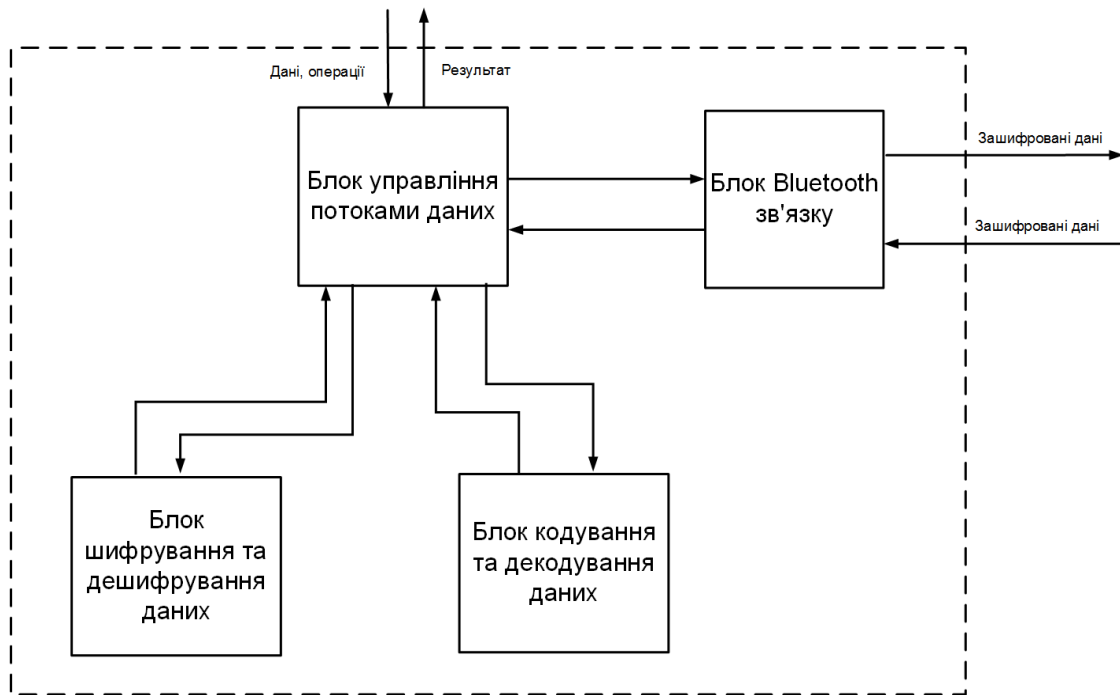 Дані, операції
Результат
Блок управління
потоками даних
Блок Bluetooth
зв'язку
Зашифровані дані
Зашифровані дані
Блок
шифрування та
дешифрування
даних
Блок кодування
та декодування
даних